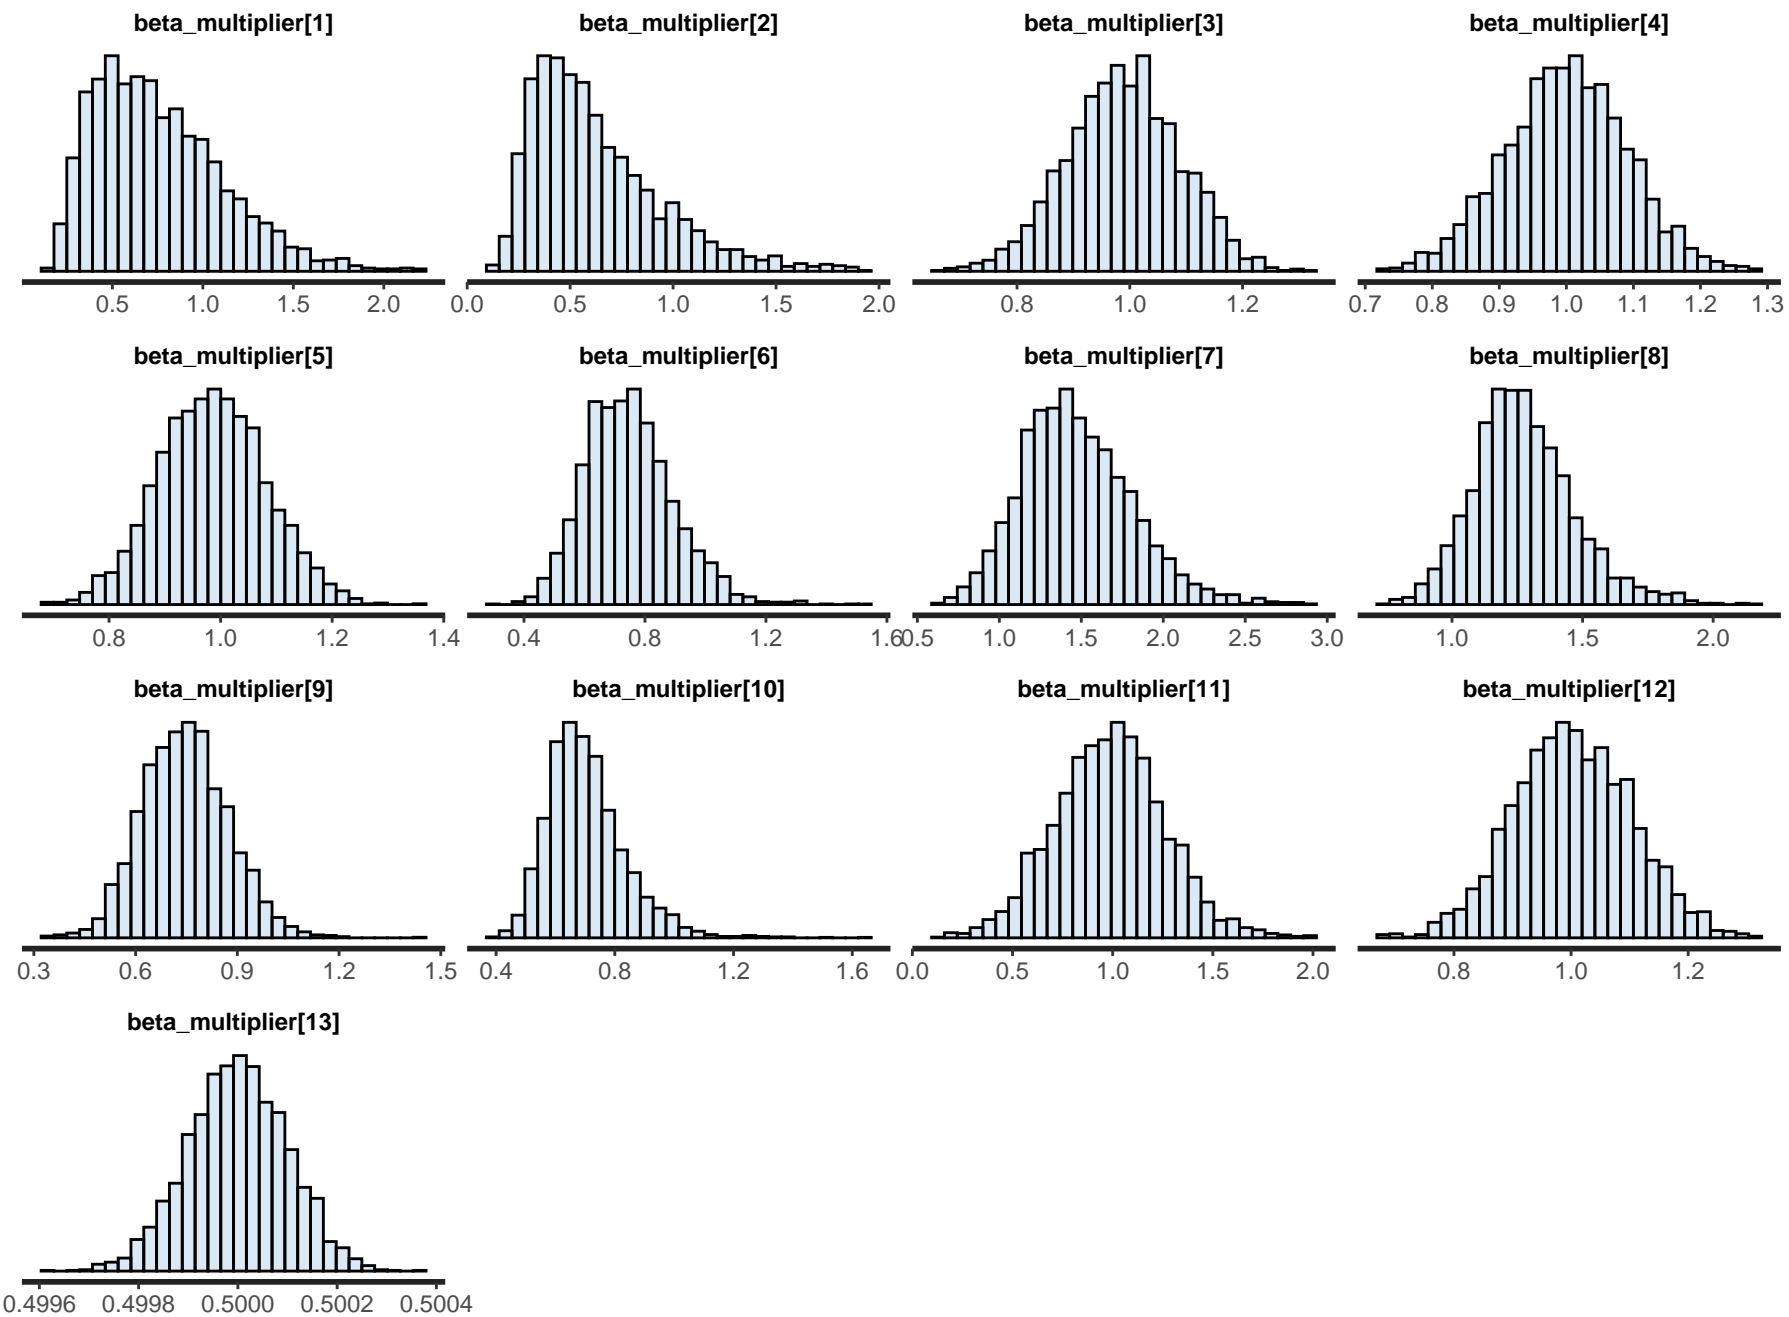 beta_multiplier[1] beta_multiplier[2] beta_multiplier[3] beta_multiplier[4]
0.5 1.0 1.5 2.0 0.0 0.5 1.0 1.5 2.0 0.8 1.0 1.2 0.7 0.8 0.9 1.0 1.1 1.2 1.3
beta_multiplier[5] beta_multiplier[6] beta_multiplier[7] beta_multiplier[8]
0.8 1.0 1.2 1.4 0.4 0.8 1.2 1.6 0.5 1.0 1.5 2.0 2.5 3.0 1.0 1.5 2.0
beta_multiplier[9] beta_multiplier[10] beta_multiplier[11] beta_multiplier[12]
0.3 0.6 0.9 1.2 1.5 0.4 0.8 1.2 1.6 0.0 0.5 1.0 1.5 2.0 0.8 1.0 1.2
beta_multiplier[13]
0.4996 0.4998 0.5000 0.5002 0.5004